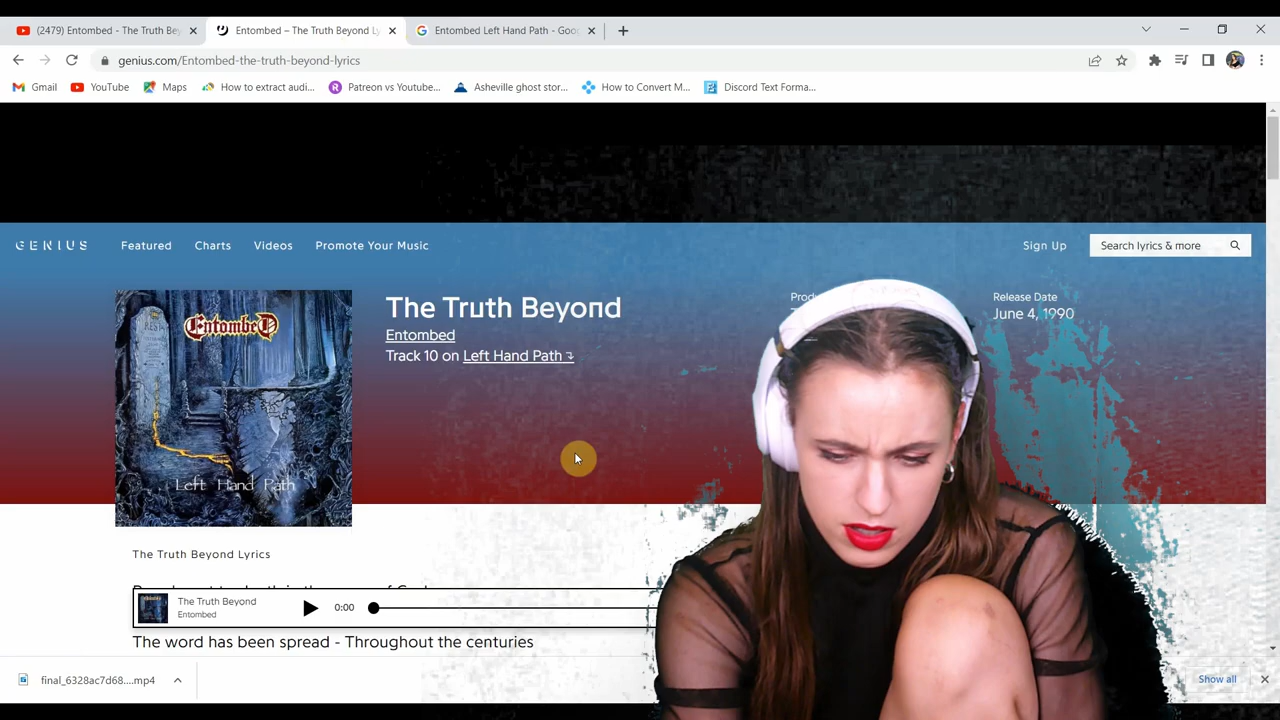 (2479) Entombed - The Truth Be
Entombed – The Truth Beyond Ly
Entombed Left Hand Path - Goo
genius.com/Entombed-the-truth-beyond-lyrics
Gmail
YouTube
Maps
How to extract audi...
Patreon vs Youtube...
Asheville ghost stor...
How to Convert M...
Discord Text Forma...
GENIUS
Featured
Charts
Videos
Promote Your Music
Sign Up
Search lyrics & more
Entombed
Left Hand Path
The Truth Beyond
Entombed
Track 10 on Left Hand Path
Release Date
June 4, 1990
The Truth Beyond Lyrics
The Truth Beyond
Entombed
0:00
The word has been spread - Throughout the centuries
final_6328ac7d68....mp4
Show all